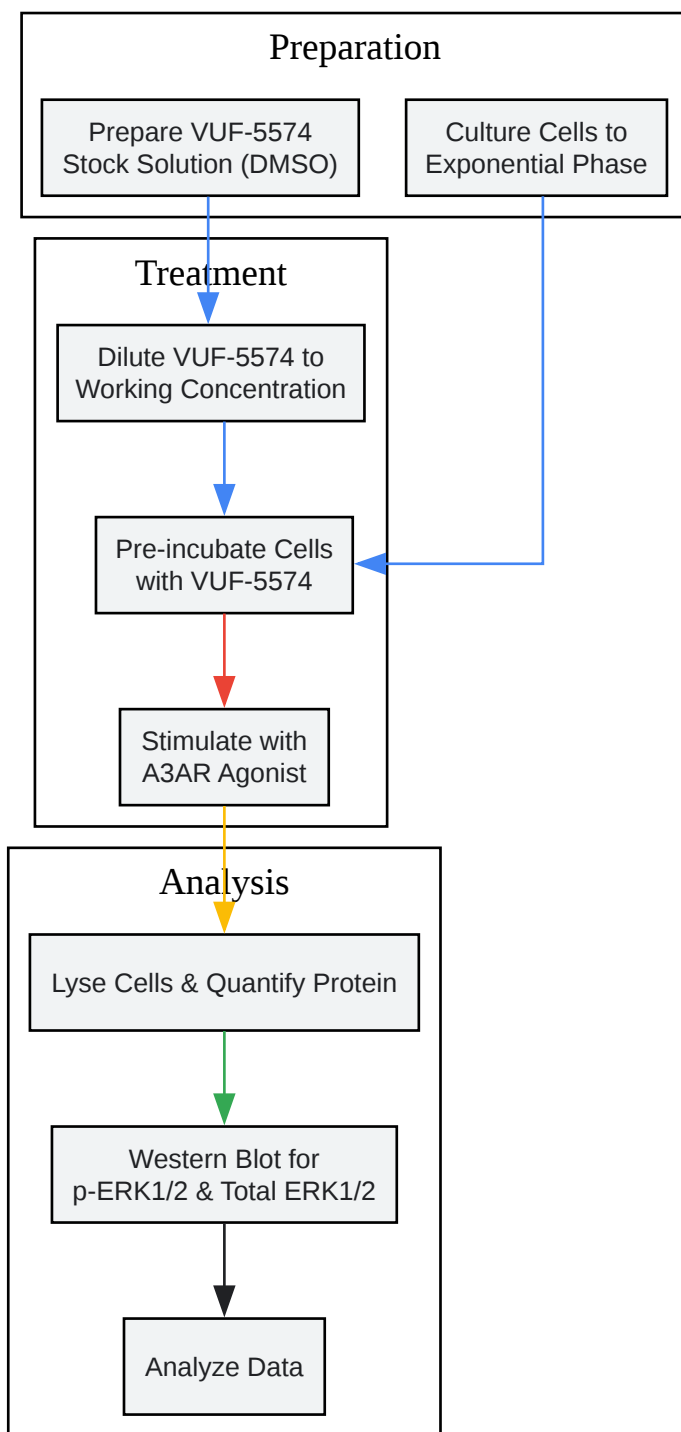 Preparation
Prepare VUF-5574
Stock Solution (DMSO)
Culture Cells to
Exponential Phase
Treatment
Dilute VUF-5574 to
Working Concentration
Pre-incubate Cells
with VUF-5574
Stimulate with
A3AR Agonist
Analysis
Lyse Cells & Quantify Protein
Western Blot for
p-ERK1/2 & Total ERK1/2
Analyze Data